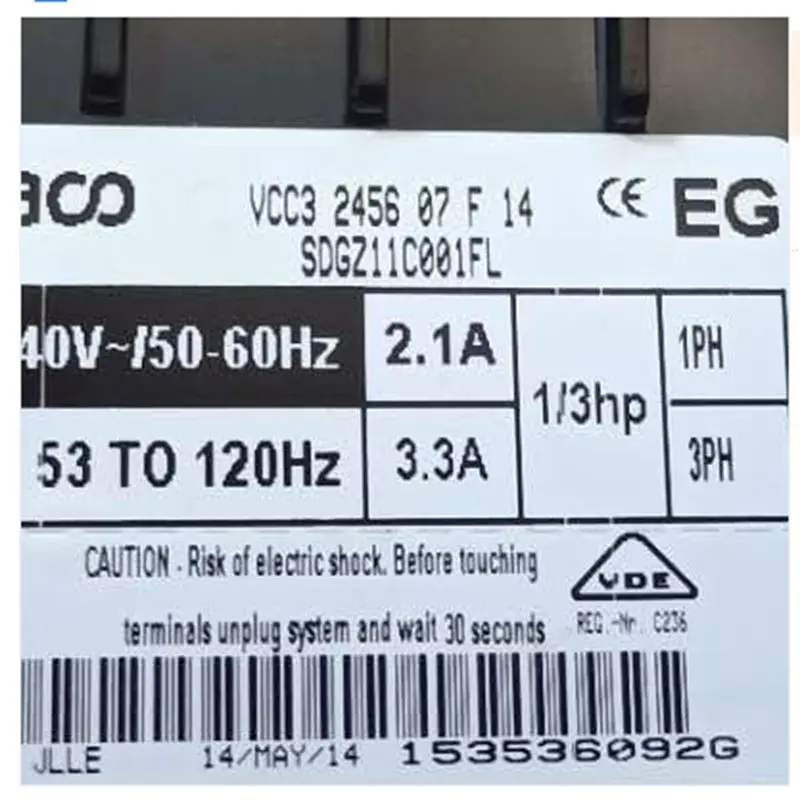 aco
VCC3 2456 07 F 14
SDGZ11C001FL
CE EG
40V~/50-60Hz 2.1A
1/3hp
1PH
53 TO 120Hz 3.3A
3PH
CAUTION - Risk of electric shock. Before touching
terminals unplug system and wait 30 seconds
VDE
REG.-Nr. C236
JLLE 14/MAY/14 153536092G